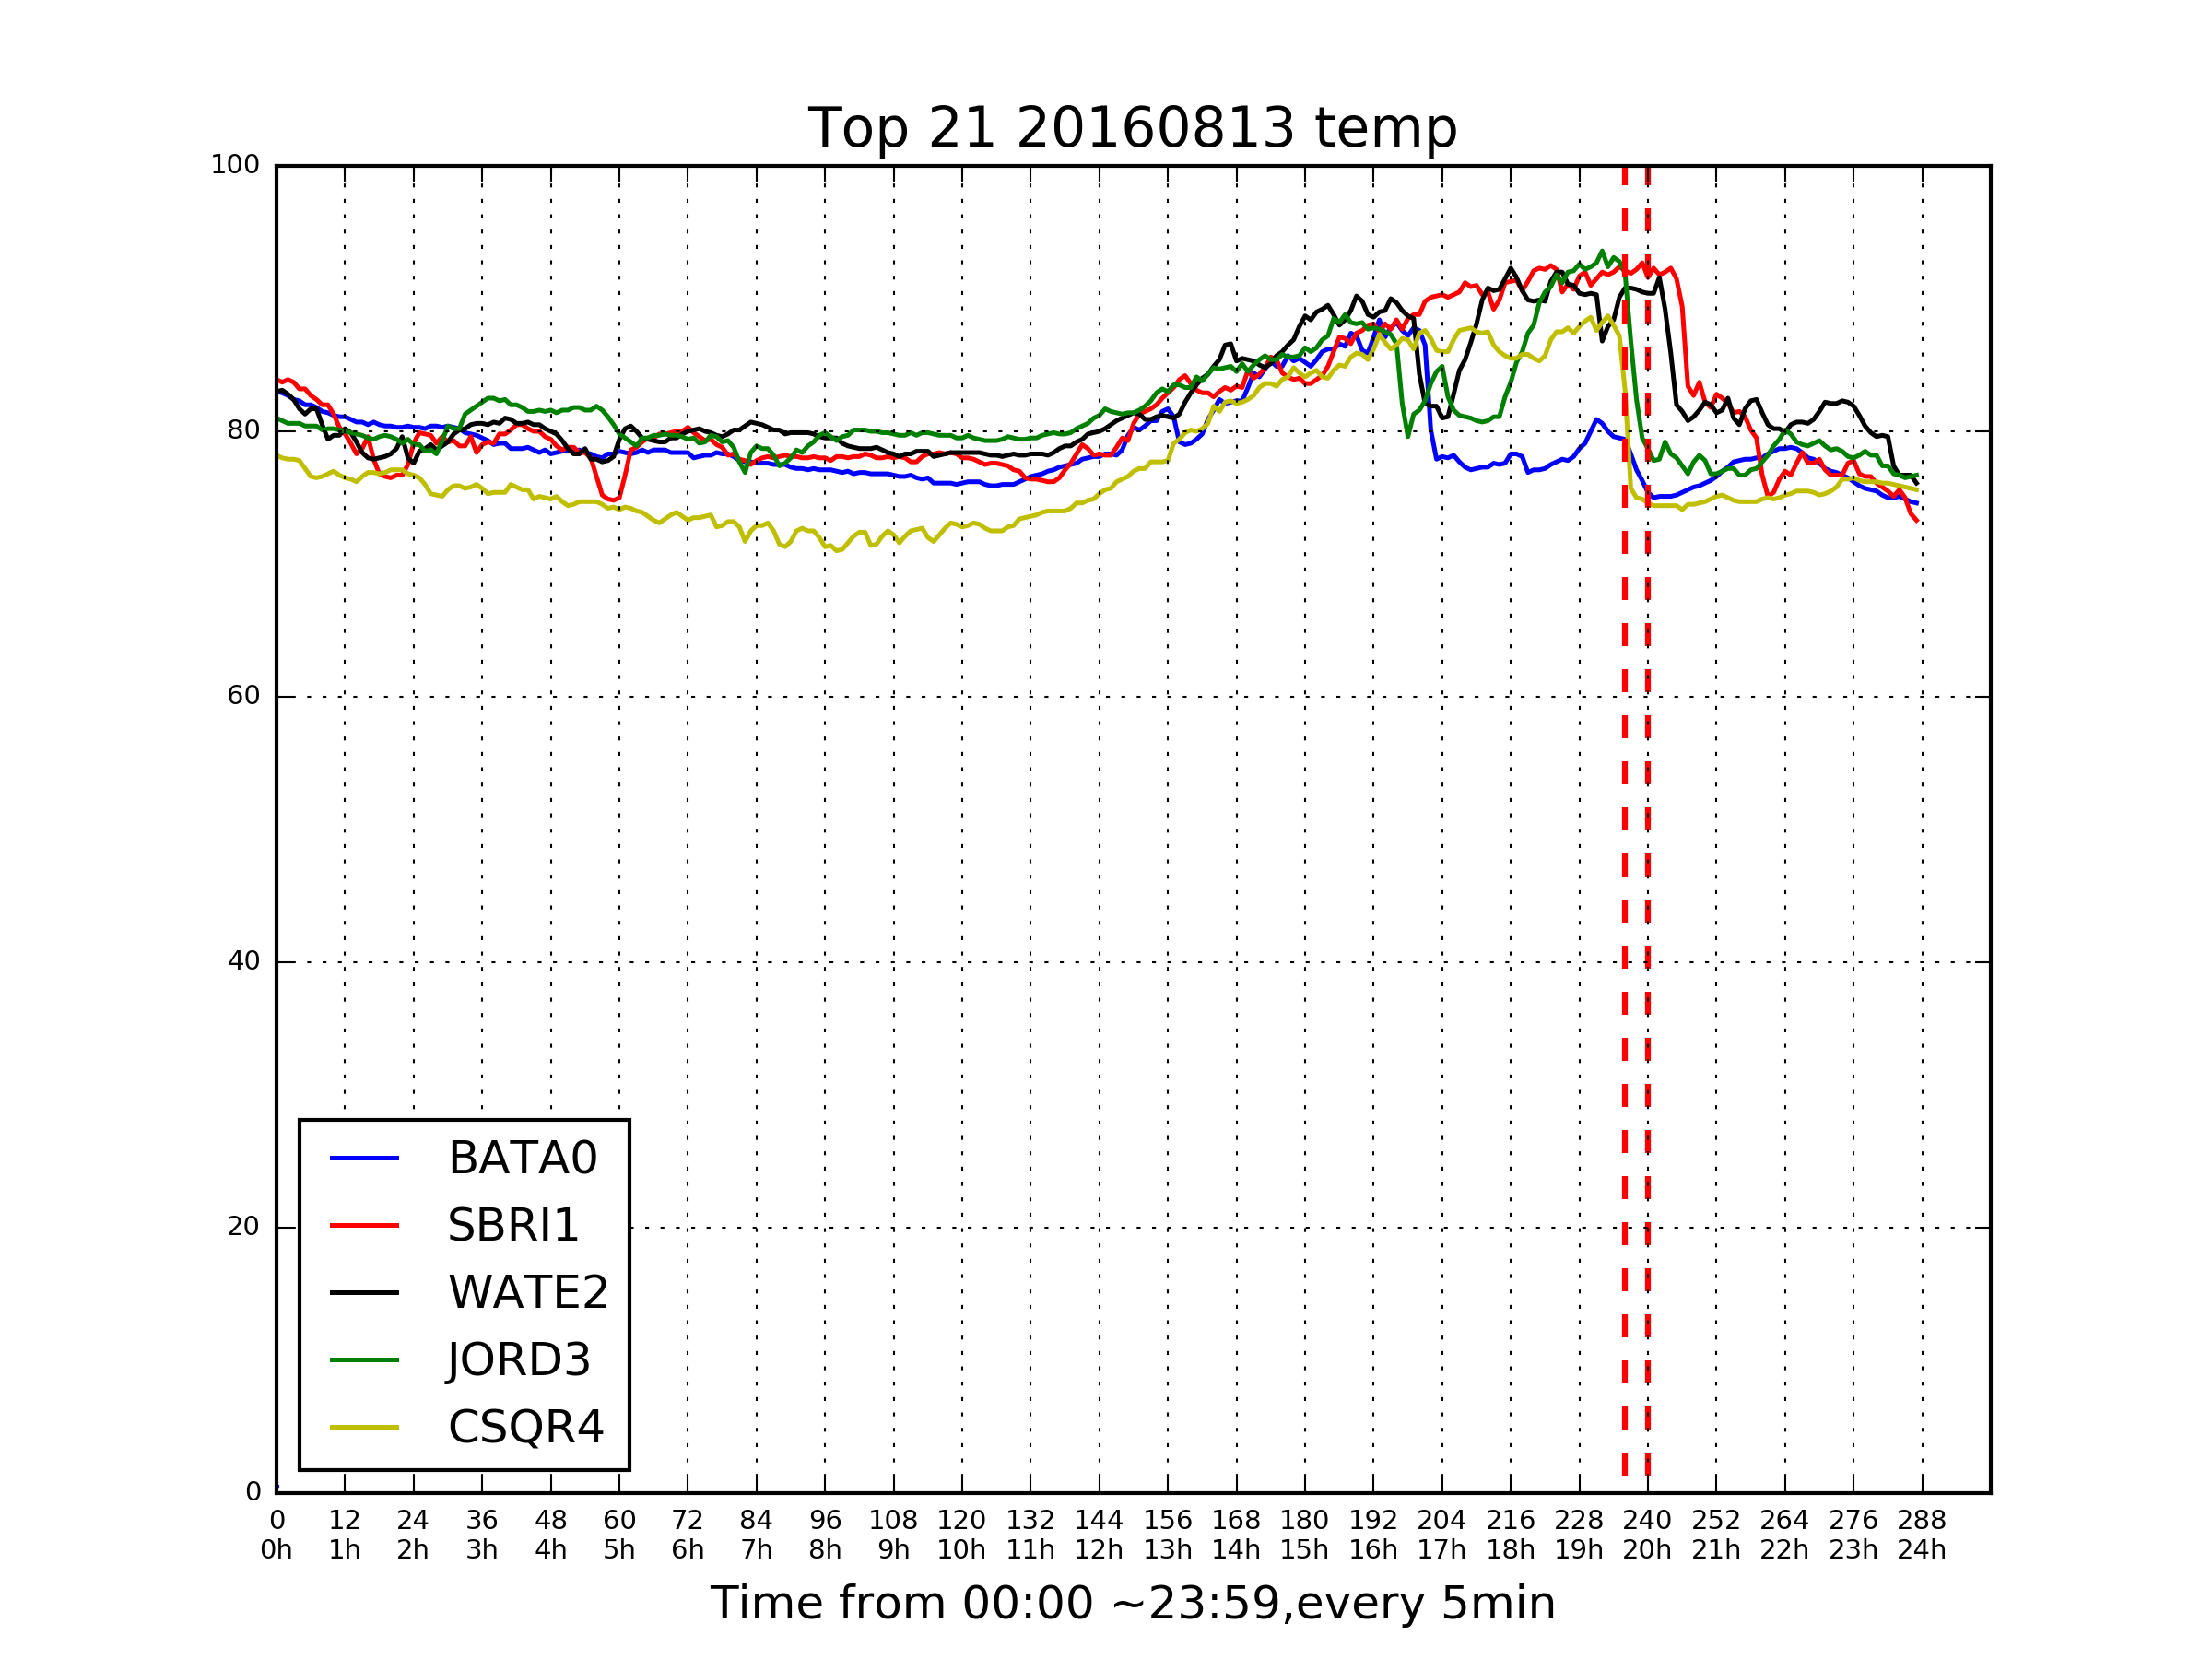 Top 21 20160813 temp
100
80
60
40
20
0
BATA0
SBRI1
WATE2
JORD3
CSQR4
0 12 24 36 48 60 72 84 96 108 120 132 144 156 168 180 192 204 216 228 240 252 264 276 288
0h 1h 2h 3h 4h 5h 6h 7h 8h 9h 10h 11h 12h 13h 14h 15h 16h 17h 18h 19h 20h 21h 22h 23h 24h
Time from 00:00 ~23:59,every 5min